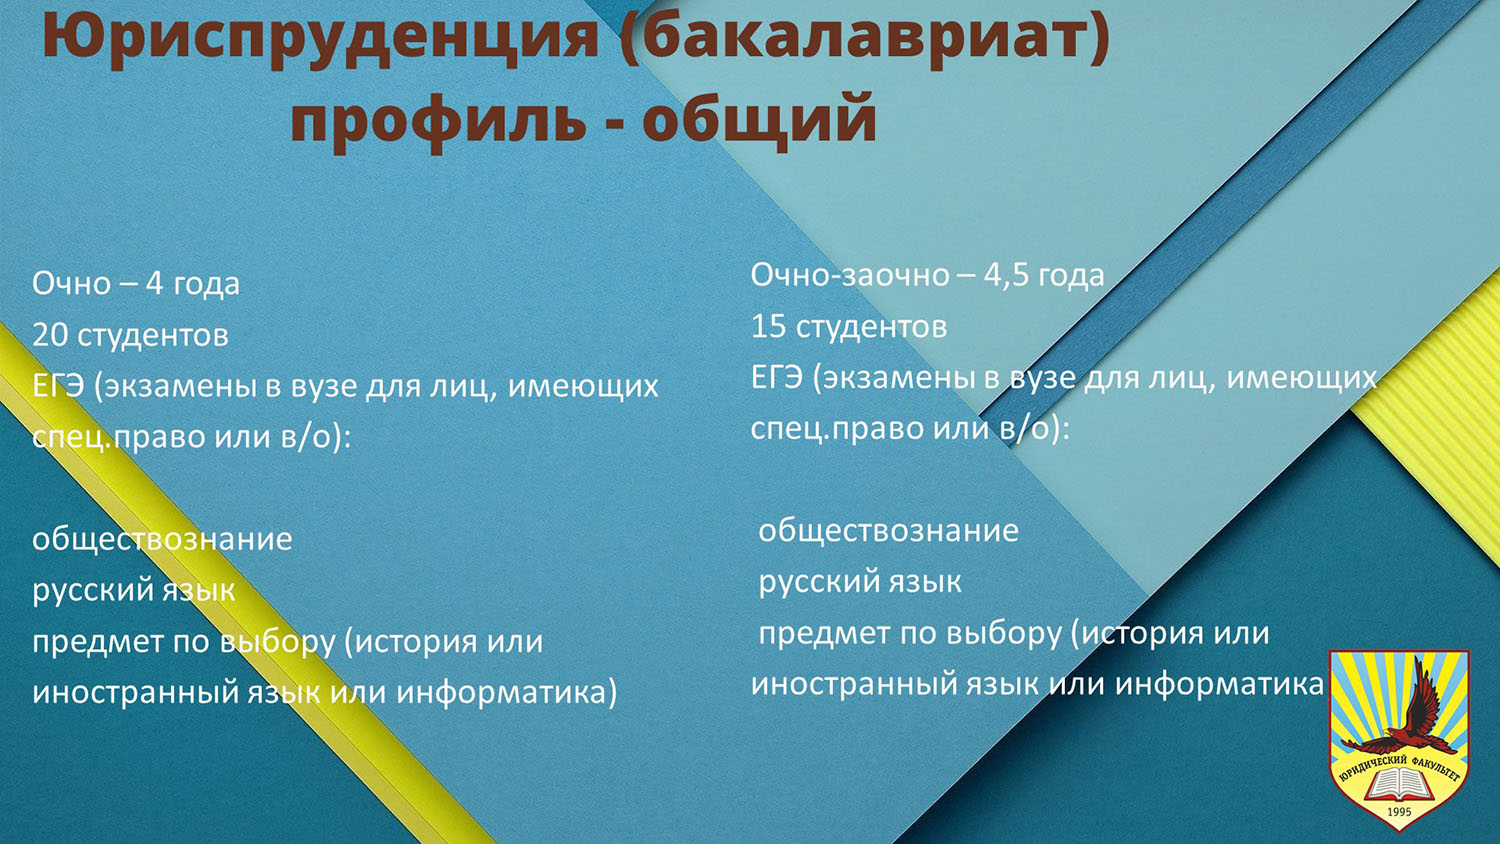 Юриспруденция (бакалавриат)
профиль - общий
Очно – 4 года
20 студентов
ЕГЭ (экзамены в вузе для лиц, имеющих
спец.право или в/о):
обществознание
русский язык
предмет по выбору (история или
иностранный язык или информатика)
Очно-заочно – 4,5 года
15 студентов
ЕГЭ (экзамены в вузе для лиц, имеющих
спец.право или в/о):
обществознание
русский язык
предмет по выбору (история или
иностранный язык или информатика
ЮРИДИЧЕСКИЙ ФАКУЛЬТЕТ
1995